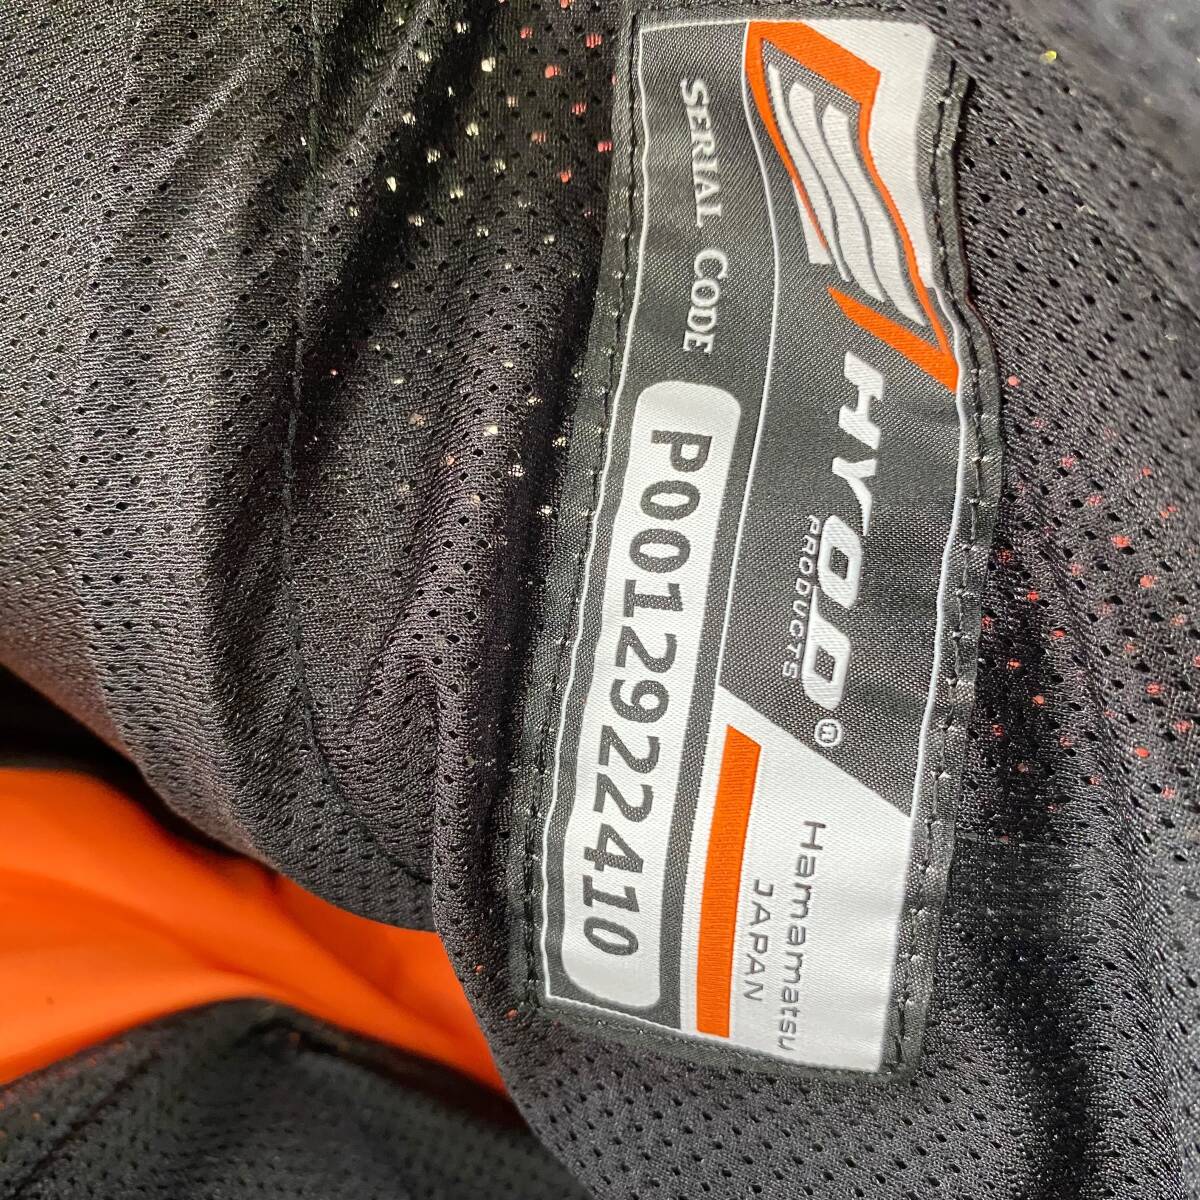 HYOD®
PRODUCTS
Hamamatsu
JAPAN
SERIAL CODE
P0012922410